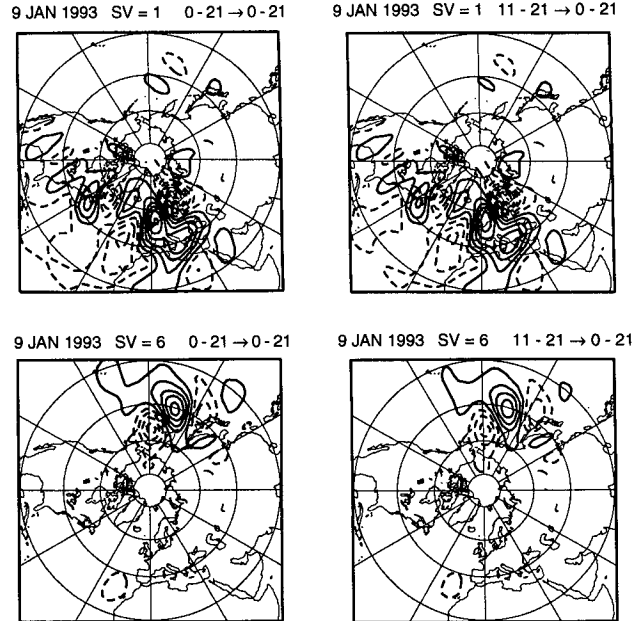 9 JAN 1993 SV = 1 0 - 21 → 0 - 21
9 JAN 1993 SV = 1 11 - 21 → 0 - 21
9 JAN 1993 SV = 6 0 - 21 → 0 - 21
9 JAN 1993 SV = 6 11 - 21 → 0 - 21